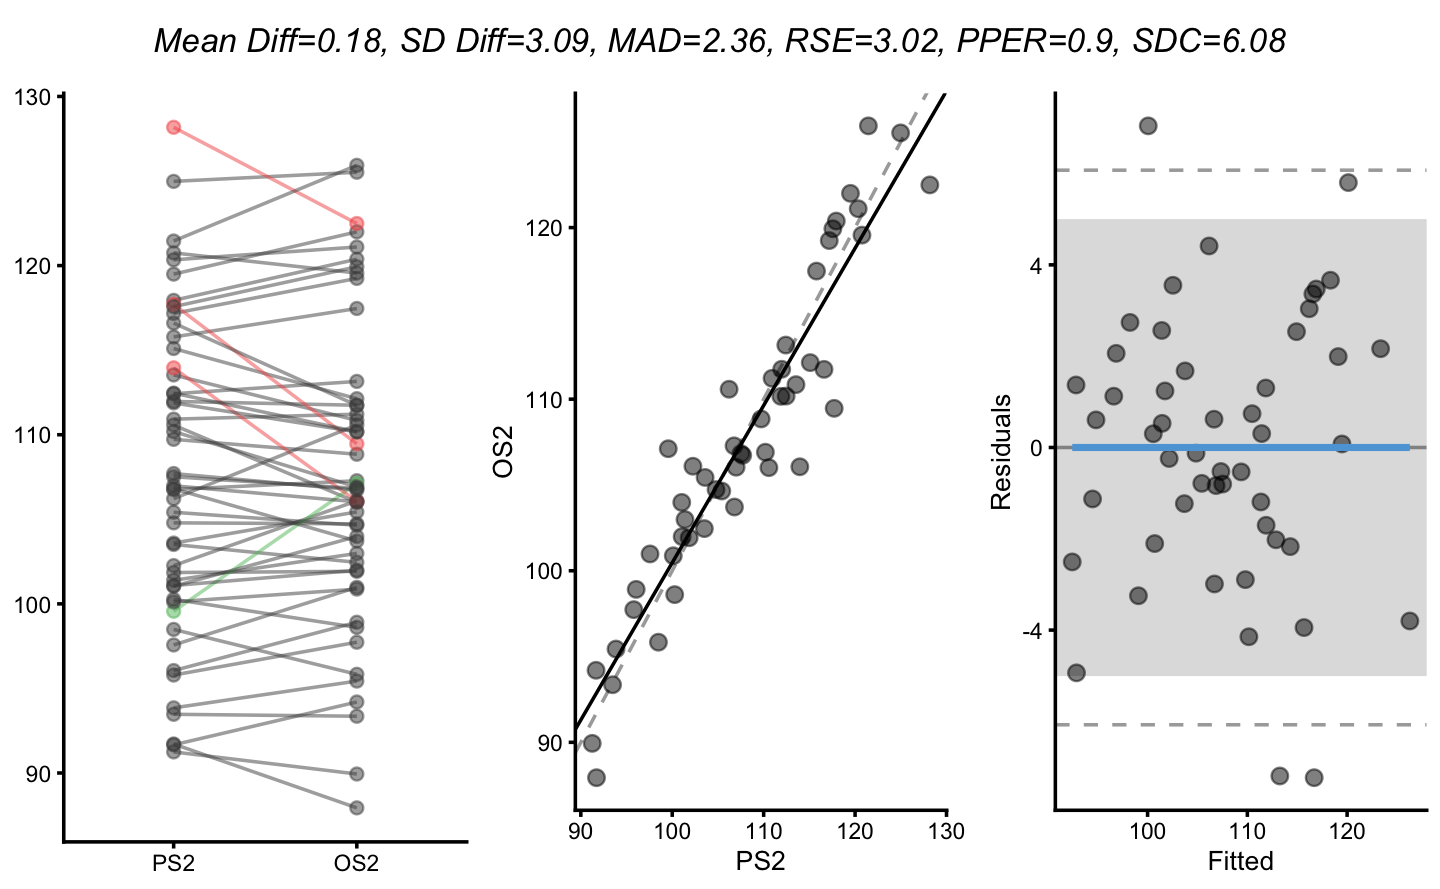 Mean Diff=0.18, SD Diff=3.09, MAD=2.36, RSE=3.02, PPER=0.9, SDC=6.08
130
120
110
100
90
PS2 OS2
OS2
120
110
100
90
90 100 110 120 130
PS2
Residuals
4
0
-4
100 110 120
Fitted